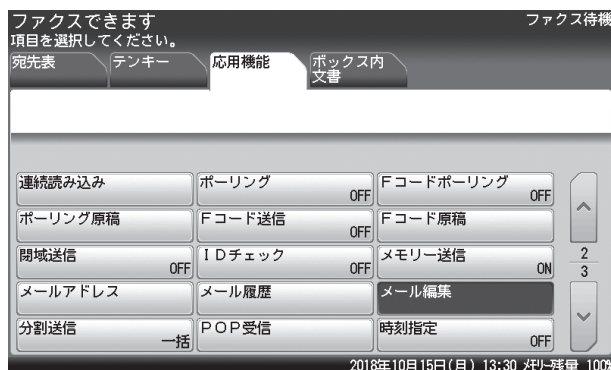 ファクスできます
ファクス待機
項目を選択してください。
宛先表
テンキー
応用機能
ボックス内
文書
連続読み込み
ポーリング
OFF
Fコードポーリング
OFF
ポーリング原稿
Fコード送信
OFF
Fコード原稿
閉域送信
OFF
IDチェック
OFF
メモリー送信
ON
2
3
メールアドレス
メール履歴
メール編集
分割送信
一括
POP受信
時刻指定
OFF
2018年10月15日(月) 13:30 メモリー残量 100%